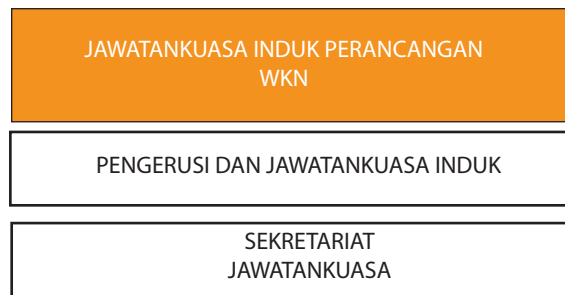 JAWATANKUASA INDUK PERANCANGAN
WKN
PENGERUSI DAN JAWATANKUASA INDUK
SEKRETARIAT
JAWATANKUASA